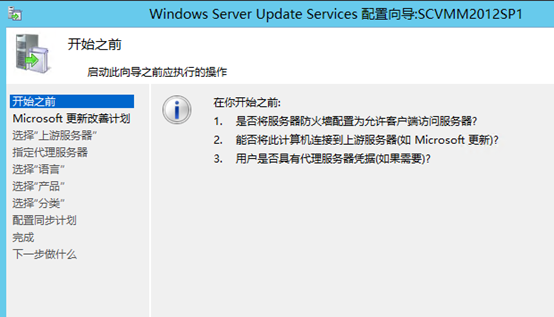 Windows Server Update Services 配置向导:SCVMM2012SP1
开始之前
启动此向导之前应执行的操作
开始之前
Microsoft 更新改善计划
选择"上游服务器"
指定代理服务器
选择"语言"
选择"产品"
选择"分类"
配置同步计划
完成
下一步做什么
在你开始之前:
1. 是否将服务器防火墙配置为允许客户端访问服务器?
2. 能否将此计算机连接到上游服务器(如 Microsoft 更新)?
3. 用户是否具有代理服务器凭据(如果需要)?